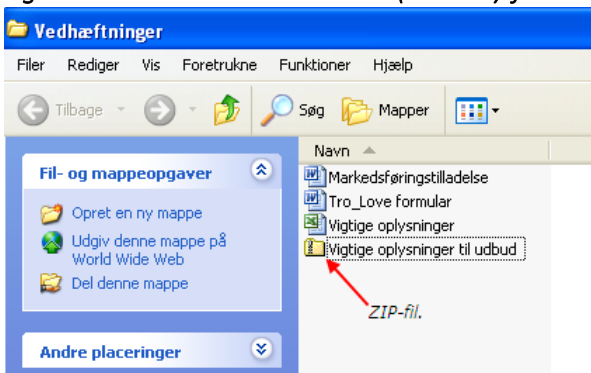 Vedhæftninger
Filer Rediger Vis Foretrukne Funktioner Hjælp
Tilbage Søg Mapper
Navn
Fil- og mappeopgaver
Opret en ny mappe
Udgiv denne mappe på
World Wide Web
Del denne mappe
Andre placeringer
Markedsføringstilladelse
Tro_Love formular
Vigtige oplysninger
Vigtige oplysninger til udbud
ZIP-fil.